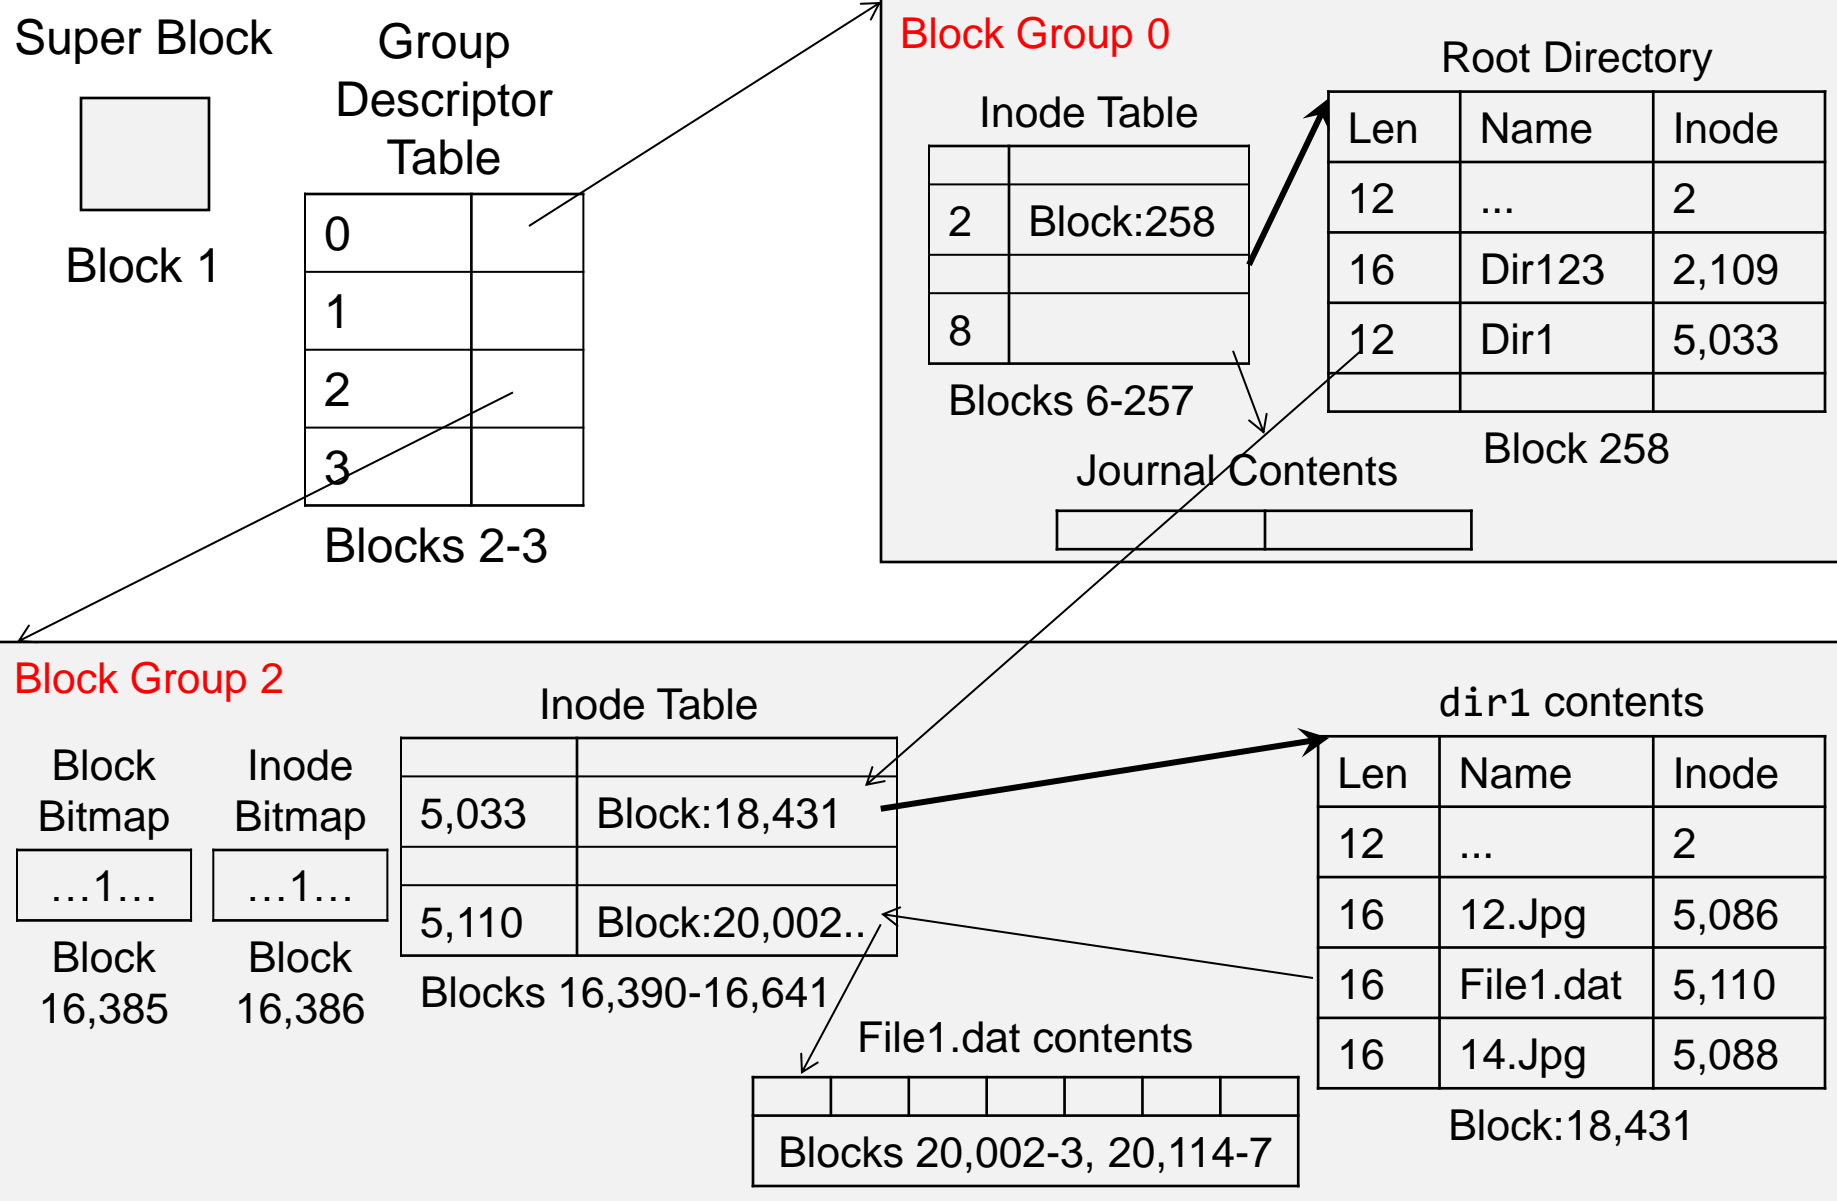 Super Block
Block 1
Group
Descriptor
Table
0
1
2
3
Blocks 2-3
Block Group 0
Inode Table
2 Block:258
8
Blocks 6-257
Root Directory
Len Name Inode
12 ... 2
16 Dir123 2,109
12 Dir1 5,033
Block 258
Journal Contents
Block Group 2
Block
Bitmap
...1...
Block
16,385
Inode
Bitmap
...1...
Block
16,386
Inode Table
5,033 Block:18,431
5,110 Block:20,002..
Blocks 16,390-16,641
dir1 contents
Len Name Inode
12 ... 2
16 12.Jpg 5,086
16 File1.dat 5,110
16 14.Jpg 5,088
Block:18,431
File1.dat contents
Blocks 20,002-3, 20,114-7